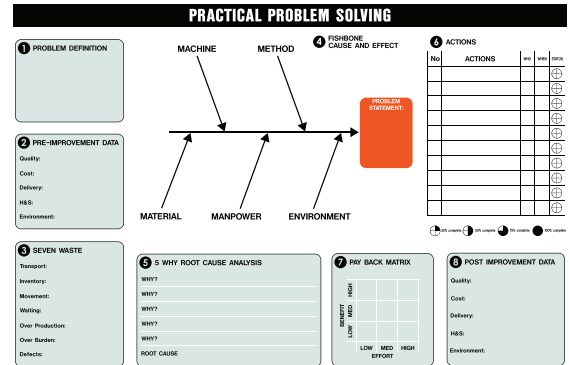 PRACTICAL PROBLEM SOLVING
1 PROBLEM DEFINITION
2 PRE-IMPROVEMENT DATA
Quality:
Cost:
Delivery:
H&S:
Environment:
3 SEVEN WASTE
Transport:
Inventory:
Movement:
Waiting:
Over Production:
Over Burden:
Defects:
4 FISHBONE
CAUSE AND EFFECT
MACHINE
METHOD
PROBLEM
STATEMENT:
MATERIAL
MANPOWER
ENVIRONMENT
5 5 WHY ROOT CAUSE ANALYSIS
WHY?
WHY?
WHY?
WHY?
WHY?
ROOT CAUSE
6 ACTIONS
No ACTIONS WHO WHEN STATUS
25% complete 50% complete 75% complete 100% complete
7 PAY BACK MATRIX
BENEFIT
HIGH
MED
LOW
LOW MED HIGH
EFFORT
8 POST IMPROVEMENT DATA
Quality:
Cost:
Delivery:
H&S:
Environment: